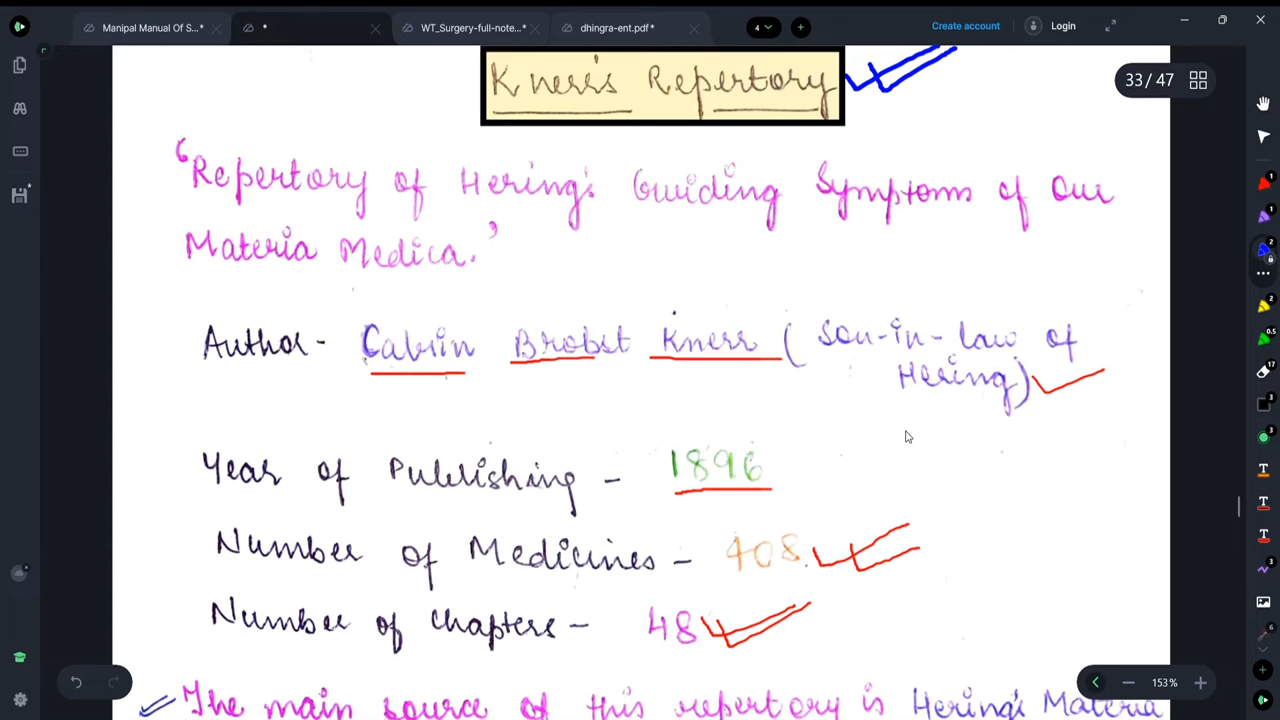 Manipal Manual Of S...*
*
WT_Surgery-full-note...*
dhingra-ent.pdf*
4
Create account
Login
Knerr's Repertory
33 / 47
'Repertory of Hering's Guiding Symptoms of Our
Materia Medica.'
Author- Calvin Brobst Knerr ( Son-in-law of
Hering)
Year of Publishing - 1896
Number of Medicines - 408.
Number of Chapters - 48
The main source of this repertory is Hering's Materia
153%